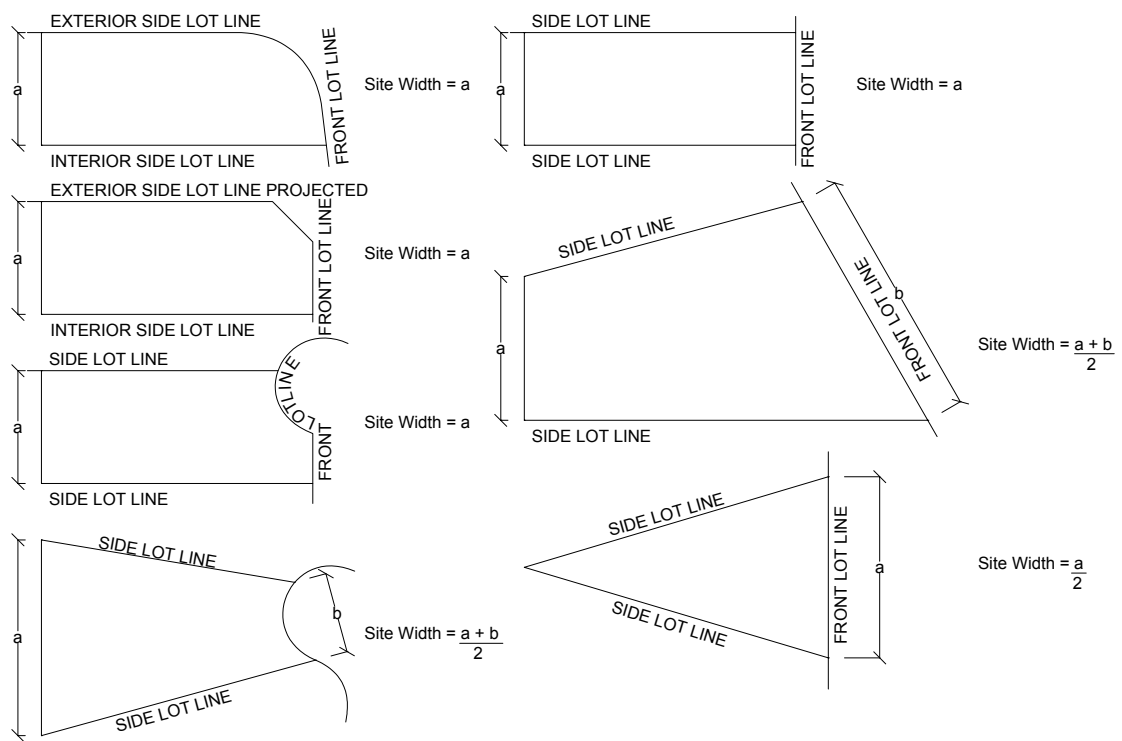 EXTERIOR SIDE LOT LINE
a
FRONT LOT LINE
Site Width = a
INTERIOR SIDE LOT LINE
EXTERIOR SIDE LOT LINE PROJECTED
a
FRONT LOT LINE
Site Width = a
INTERIOR SIDE LOT LINE
SIDE LOT LINE
a
FRONT LOTLINE
Site Width = a
SIDE LOT LINE
SIDE LOT LINE
a
b
Site Width = a + b
2
SIDE LOT LINE
SIDE LOT LINE
a
FRONT LOT LINE
Site Width = a
SIDE LOT LINE
SIDE LOT LINE
a
FRONT LOT LINE
b
Site Width = a + b
2
SIDE LOT LINE
SIDE LOT LINE
FRONT LOT LINE
a
Site Width = a
2
SIDE LOT LINE